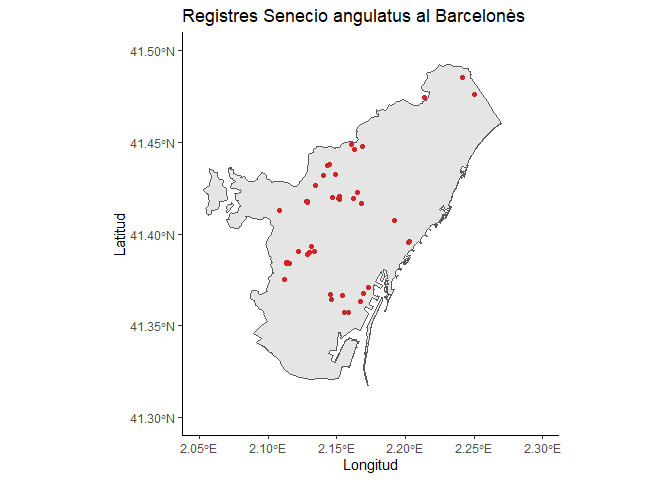 Registres Senecio angulatus al Barcelonès
41.50°N
41.45°N
41.40°N
41.35°N
41.30°N
Latitud
2.05°E 2.10°E 2.15°E 2.20°E 2.25°E 2.30°E
Longitud